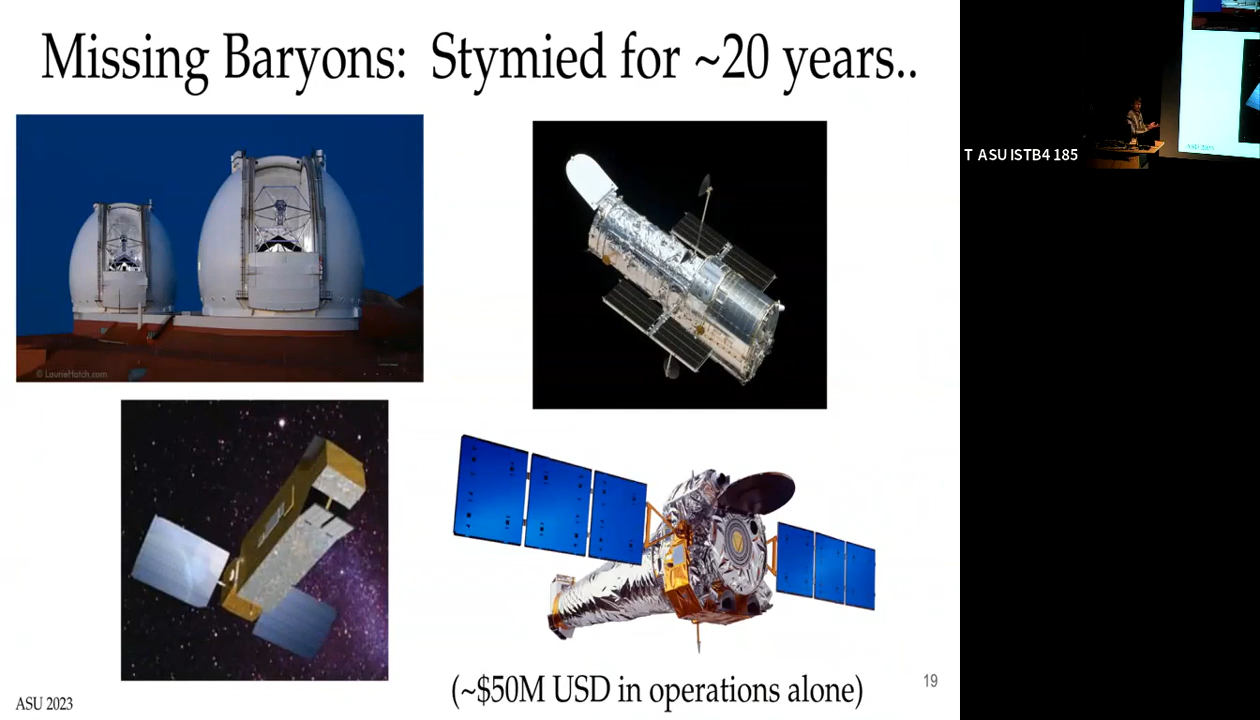 Missing Baryons: Stymied for ~20 years..
T ASU ISTB4 185
© LaurieHatch.com
(~$50M USD in operations alone)
19
ASU 2023